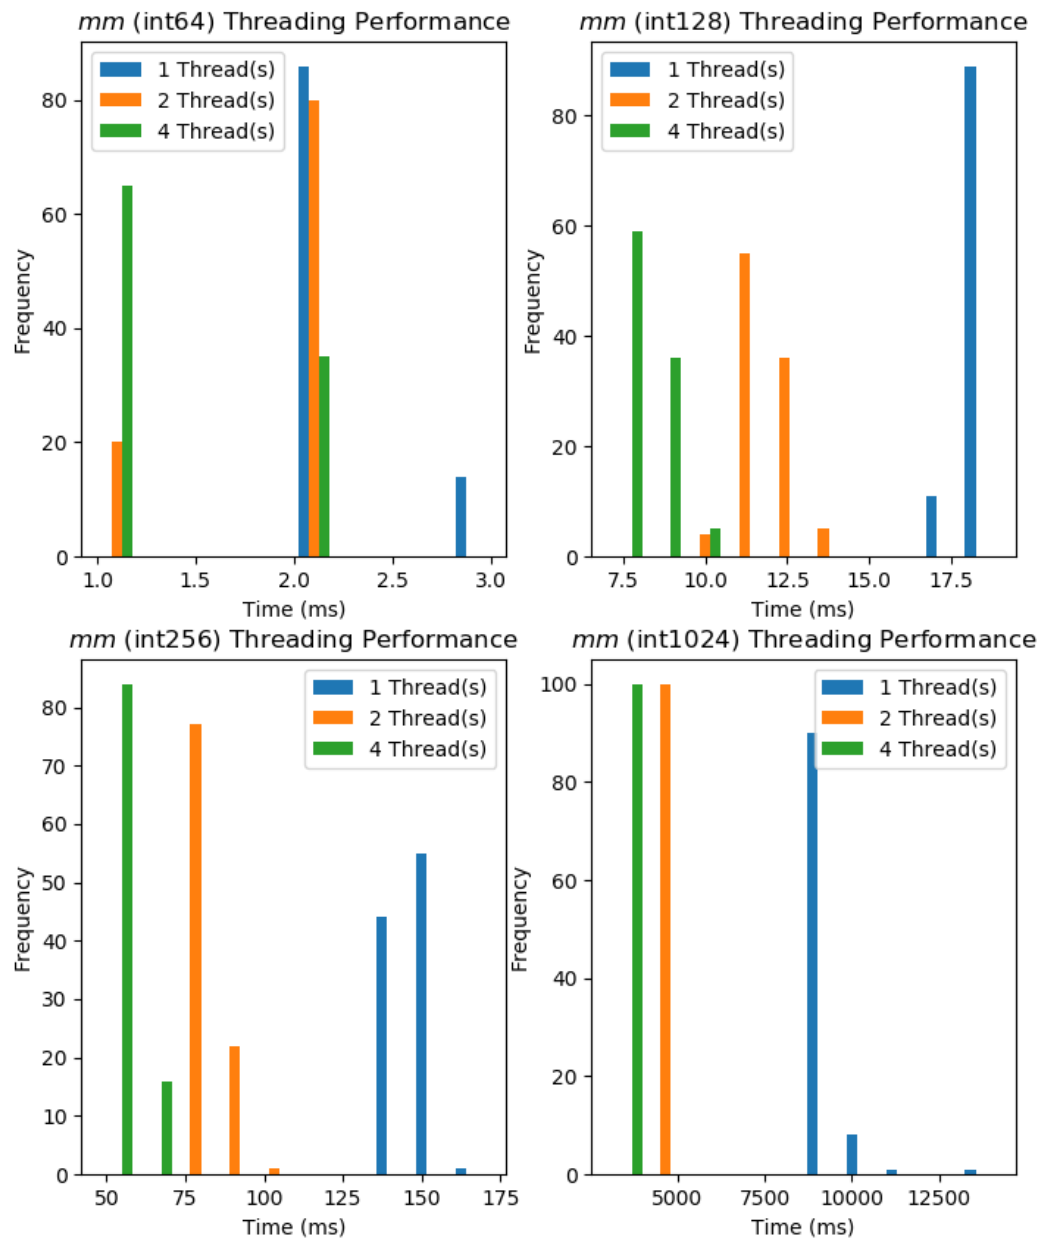 mm (int64) Threading Performance
1 Thread(s)
2 Thread(s)
4 Thread(s)
80
60
40
20
0
Frequency
1.0 1.5 2.0 2.5 3.0
Time (ms)
mm (int128) Threading Performance
1 Thread(s)
2 Thread(s)
4 Thread(s)
80
60
40
20
0
Frequency
7.5 10.0 12.5 15.0 17.5
Time (ms)
mm (int256) Threading Performance
1 Thread(s)
2 Thread(s)
4 Thread(s)
80
70
60
50
40
30
20
10
0
Frequency
50 75 100 125 150 175
Time (ms)
mm (int1024) Threading Performance
1 Thread(s)
2 Thread(s)
4 Thread(s)
100
80
60
40
20
0
Frequency
5000 7500 10000 12500
Time (ms)